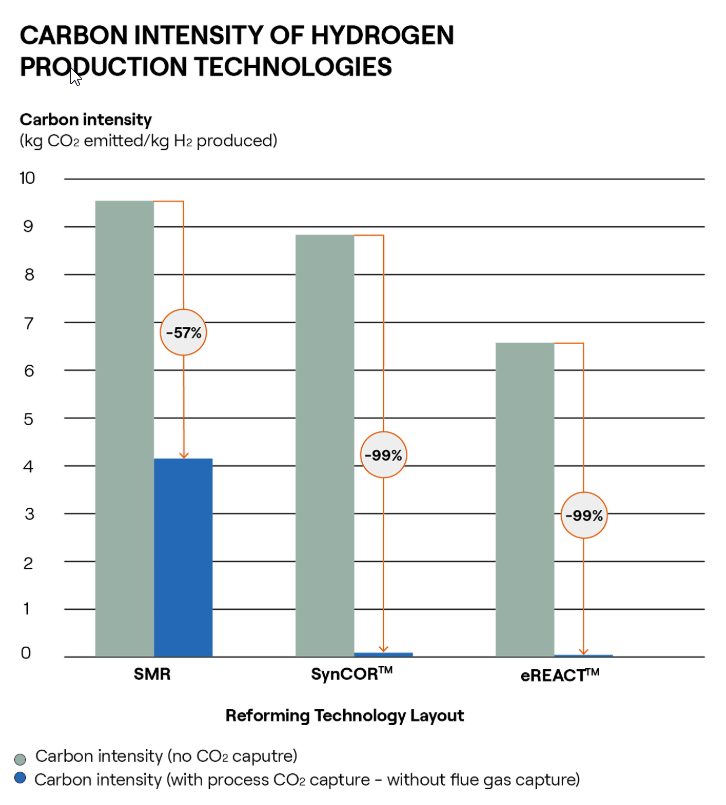 CARBON INTENSITY OF HYDROGEN
PRODUCTION TECHNOLOGIES
Carbon intensity
(kg CO₂ emitted/kg H₂ produced)
10
9
8
7
6
5
4
3
2
1
0
-57%
-99%
-99%
SMR
SynCOR™
eREACT™
Reforming Technology Layout
Carbon intensity (no CO₂ caputre)
Carbon intensity (with process CO₂ capture - without flue gas capture)